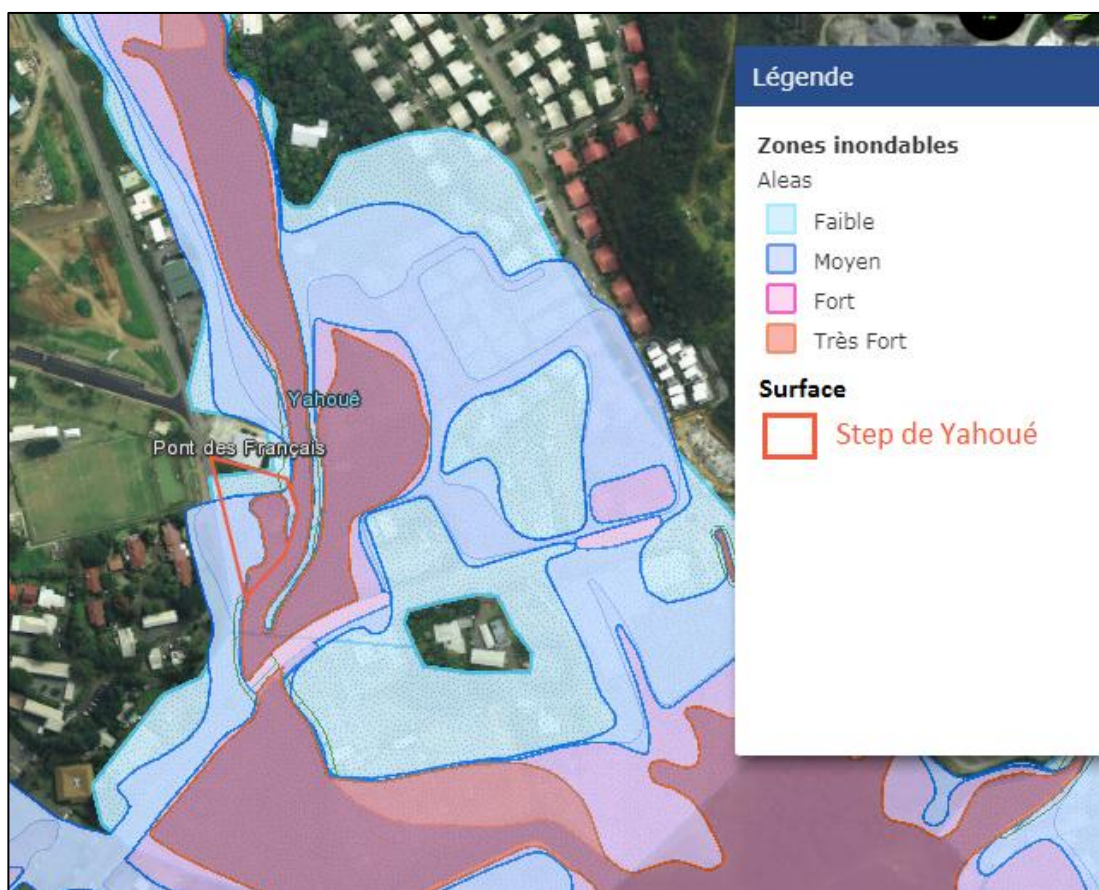 Légende
Zones inondables
Aleas
Faible
Moyen
Fort
Très Fort
Surface
Step de Yahoué
Yahoué
Pont des Français